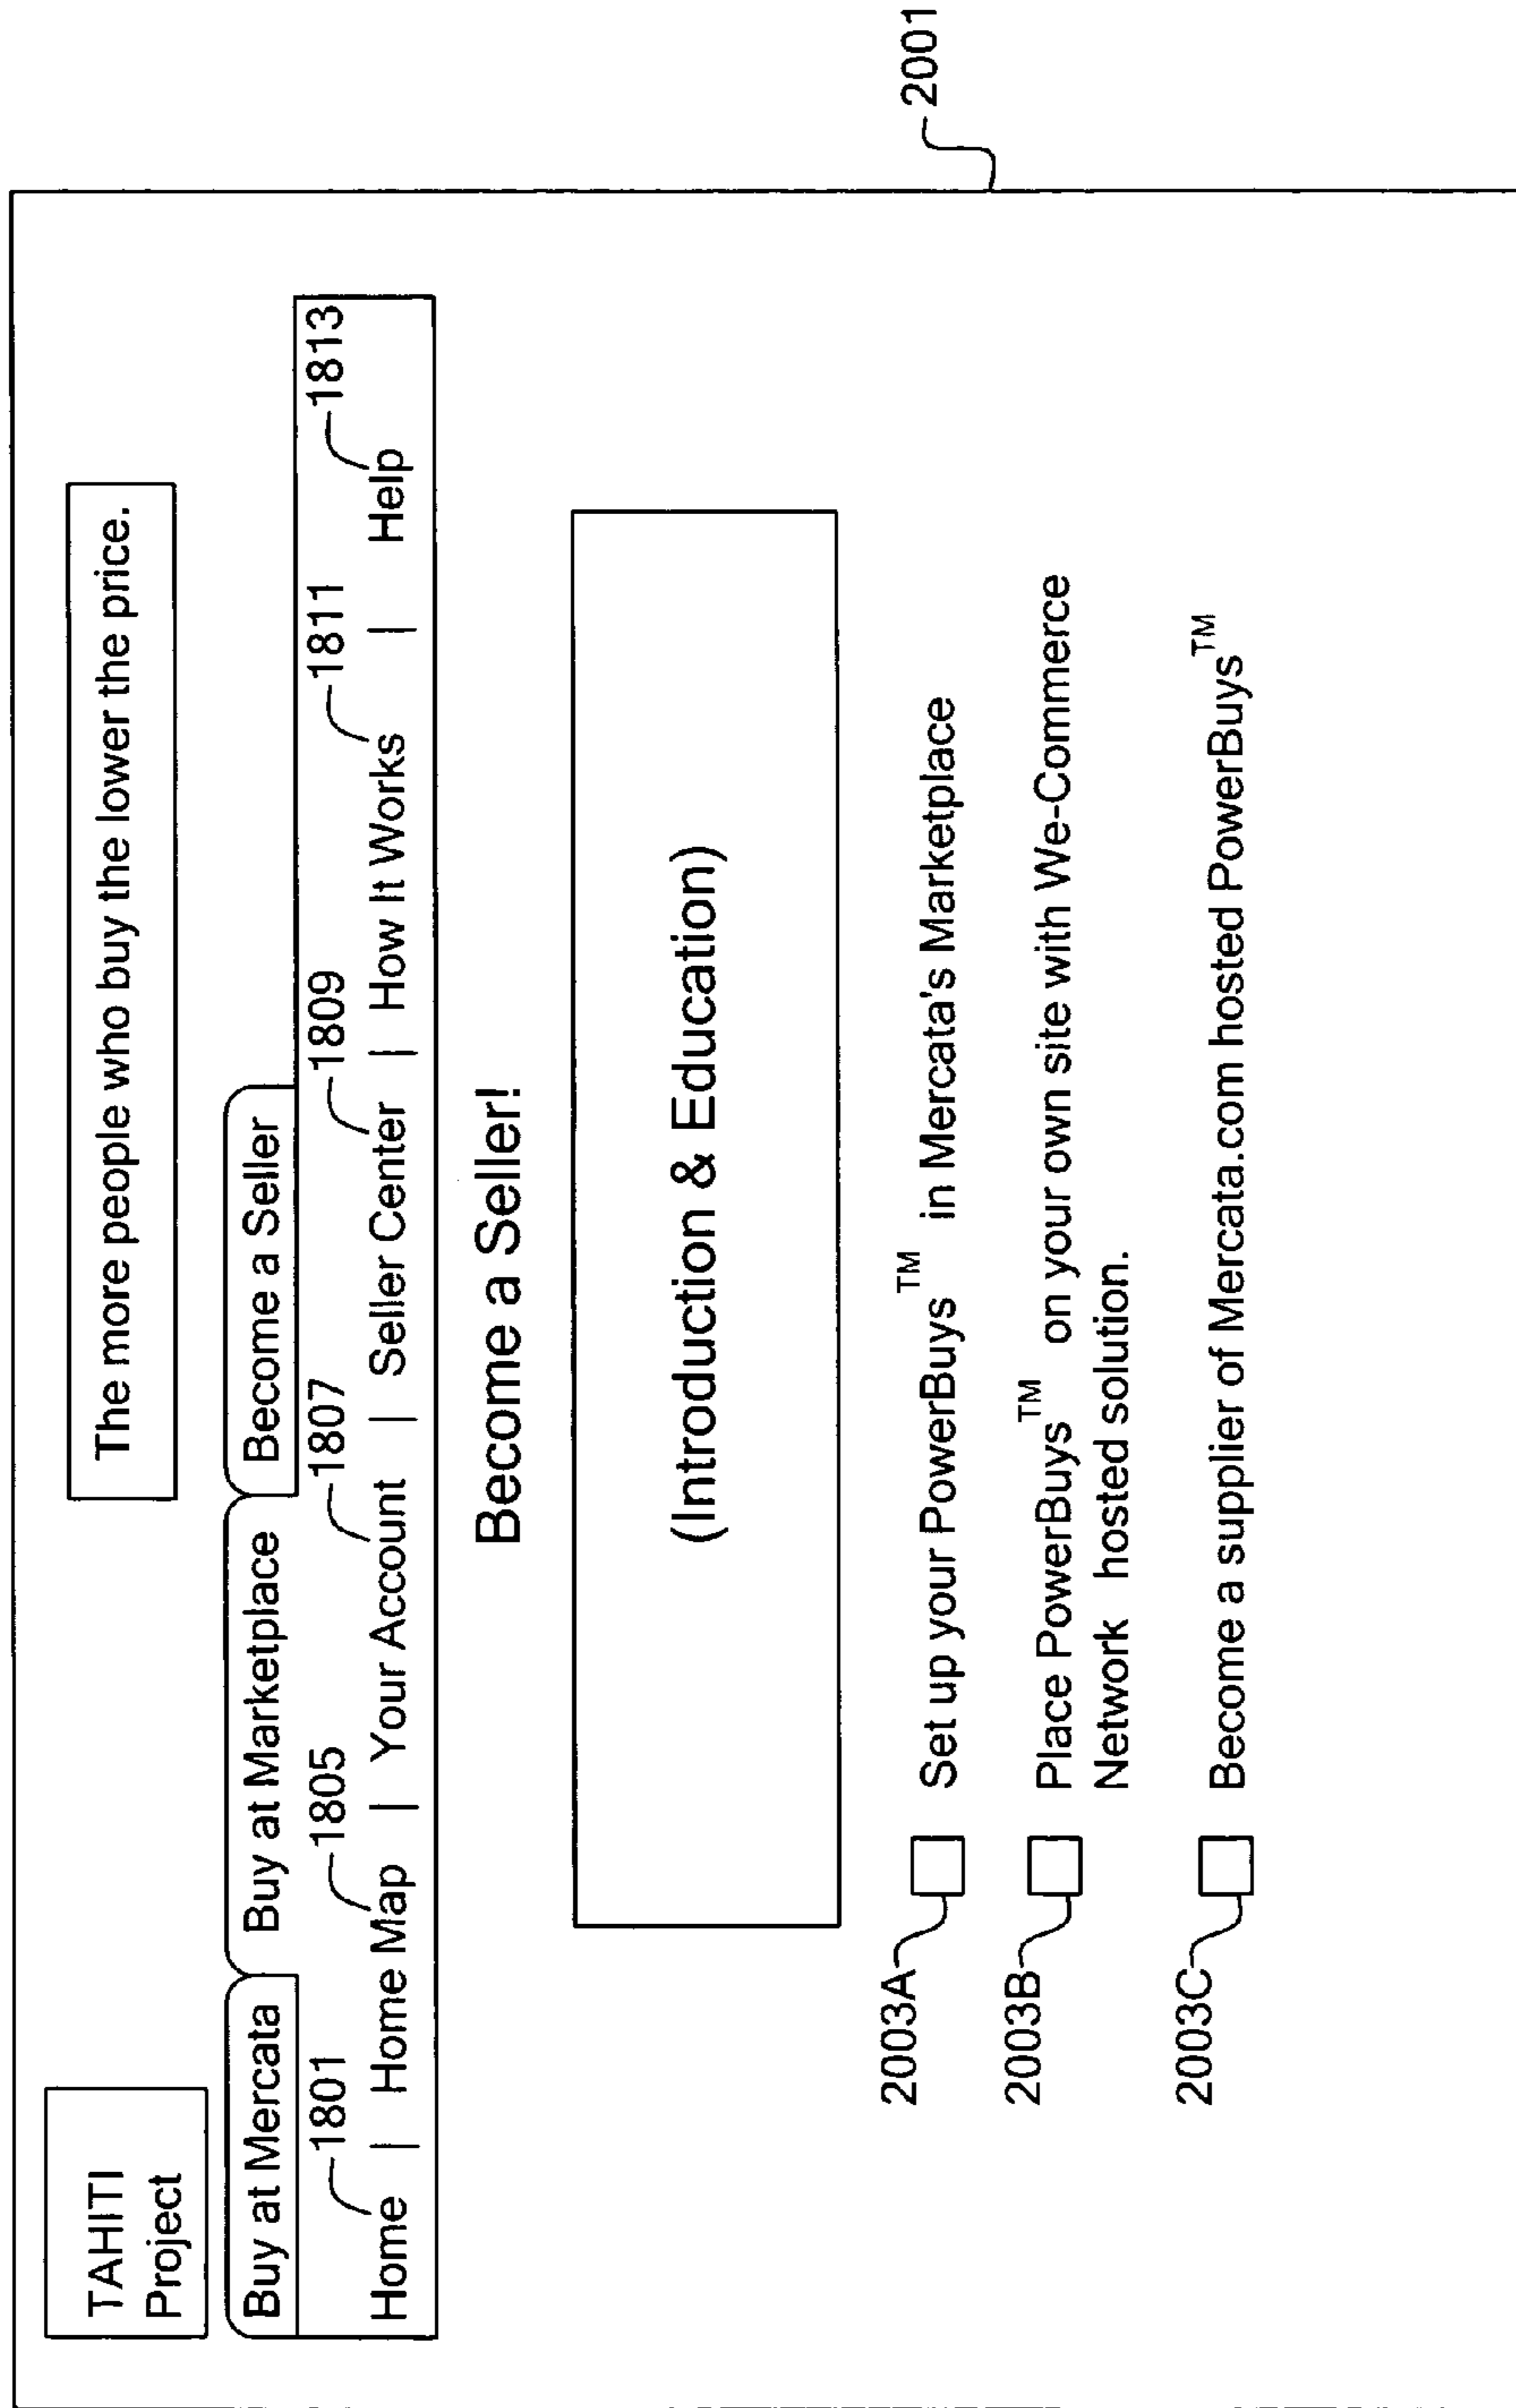 TAHITI
Project
The more people who buy the lower the price.
Buy at Mercata Buy at Marketplace Become a Seller
1801 1805 1807 1809 1811 1813
Home | Home Map | Your Account | Seller Center | How It Works | Help
Become a Seller!
(Introduction & Education)
2003A Set up your PowerBuys™ in Mercata's Marketplace
2003B Place PowerBuys™ on your own site with We-Commerce
Network hosted solution.
2003C Become a supplier of Mercata.com hosted PowerBuys™
2001